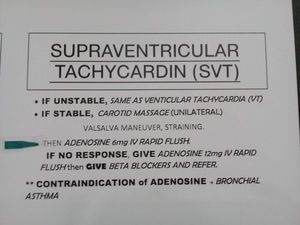 SUPRAVENTRICULAR
TACHYCARDIN (SVT)
• IF UNSTABLE, SAME AS VENTICULAR TACHYCARDIA (VT)
• IF STABLE, CAROTID MASSAGE (UNILATERAL)
VALSALVA MANEUVER, STRAINING.
THEN ADENOSINE 6mg IV RAPID FLUSH.
IF NO RESPONSE, GIVE ADENOSINE 12mg IV RAPID
FLUSH then GIVE BETA BLOCKERS AND REFER.
** CONTRAINDICATION of ADENOSINE = BRONCHIAL
ASTHMA